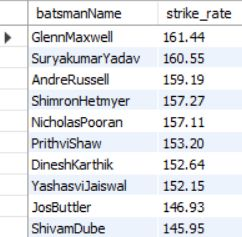 batsmanName strike_rate
GlennMaxwell 161.44
SuryakumarYadav 160.55
AndreRussell 159.19
ShimronHetmyer 157.27
NicholasPooran 157.11
PrithviShaw 153.20
DineshKarthik 152.64
YashasviJaiswal 152.15
JosButtler 146.93
ShivamDube 145.95